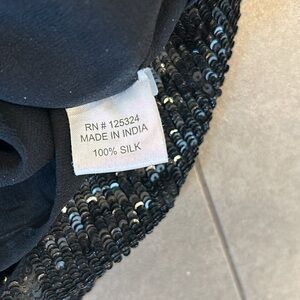 RN # 125324
MADE IN INDIA
100% SILK